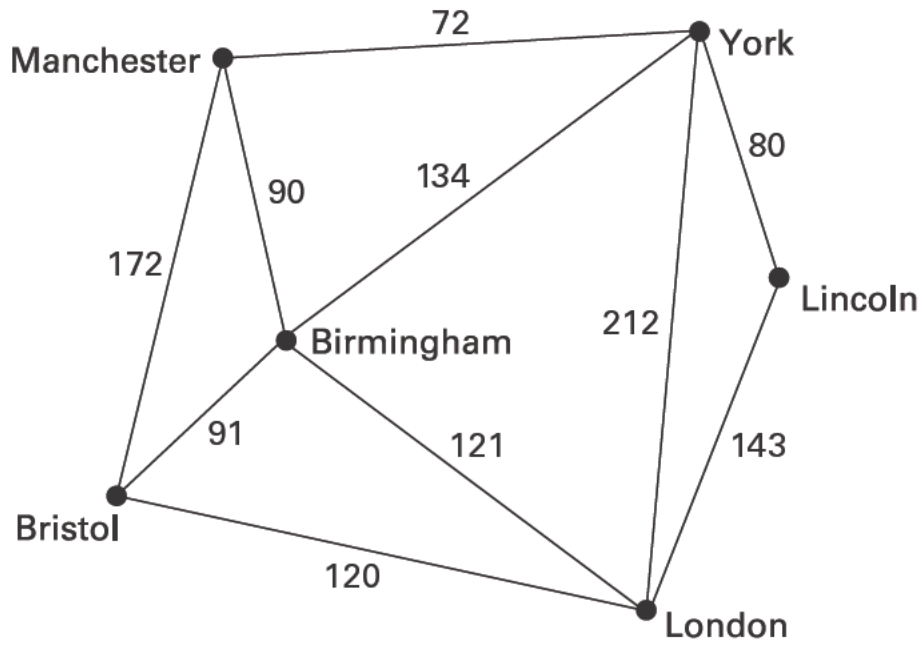 72
York
Manchester
80
134
90
172
Lincoln
212
Birmingham
91
121
143
Bristol
120
London